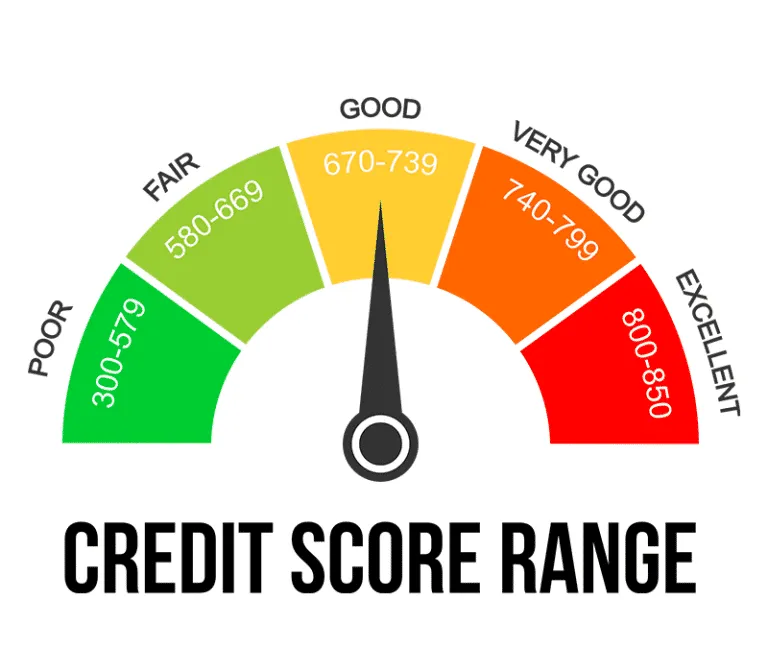 POOR
300-579
FAIR
580-669
GOOD
670-739
VERY GOOD
740-799
EXCELLENT
800-850
CREDIT SCORE RANGE